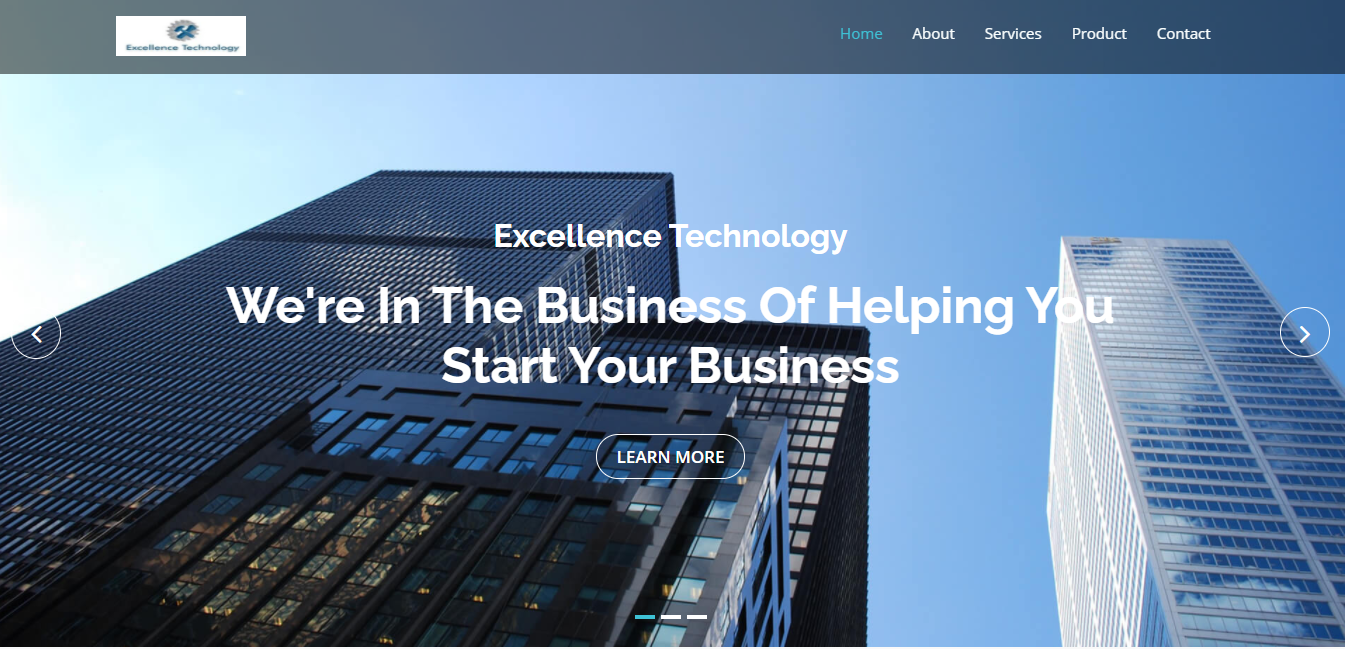 Excellence Technology
Home About Services Product Contact
Excellence Technology
We're In The Business Of Helping You
Start Your Business
LEARN MORE